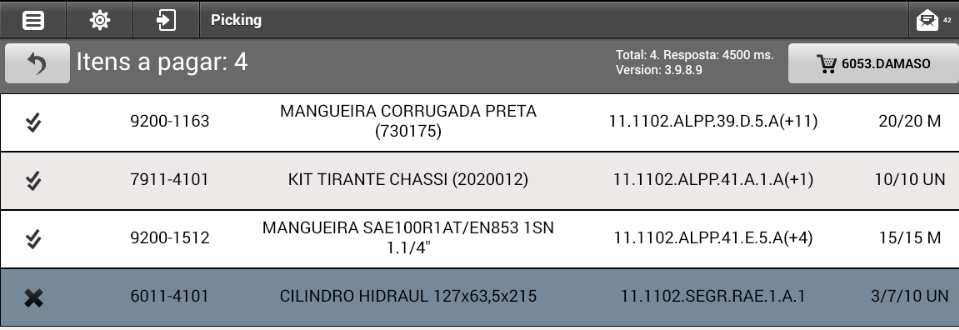 Picking
42
Itens a pagar: 4
Total: 4. Resposta: 4500 ms.
Version: 3.9.8.9
6053.DAMASO
9200-1163
MANGUEIRA CORRUGADA PRETA
(730175)
11.1102.ALPP.39.D.5.A(+11)
20/20 M
7911-4101
KIT TIRANTE CHASSI (2020012)
11.1102.ALPP.41.A.1.A(+1)
10/10 UN
9200-1512
MANGUEIRA SAE100R1AT/EN853 1SN
1.1/4"
11.1102.ALPP.41.E.5.A(+4)
15/15 M
6011-4101
CILINDRO HIDRAUL 127x63,5x215
11.1102.SEGR.RAE.1.A.1
3/7/10 UN